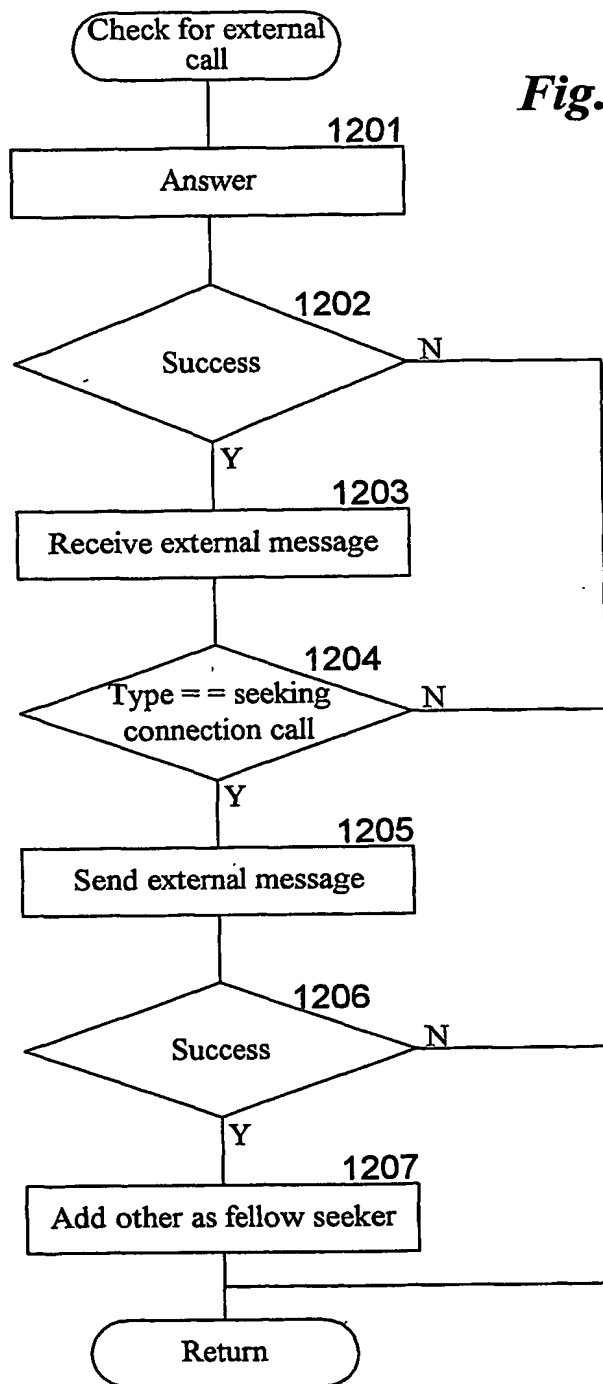 Check for external
call
Fig.
1201
Answer
1202
Success
N
Y
1203
Receive external message
1204
Type = = seeking
connection call
N
Y
1205
Send external message
1206
Success
N
Y
1207
Add other as fellow seeker
Return